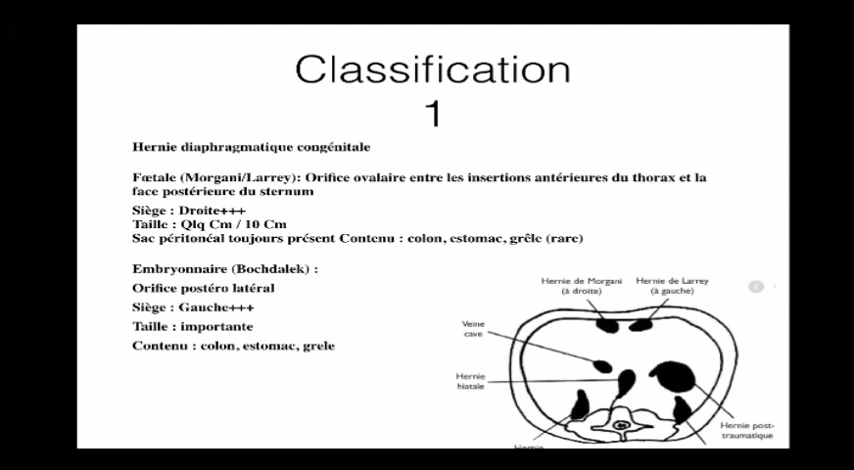 Classification
1
Hernie diaphragmatique congénitale
Fœtale (Morgani/Larrey): Orifice ovalaire entre les insertions antérieures du thorax et la
face postérieure du sternum
Siège : Droite+++
Taille : Qlq Cm / 10 Cm
Sac péritonéal toujours présent Contenu : colon, estomac, grêle (rare)
Embryonnaire (Bochdalek) :
Orifice postéro latéral
Siège : Gauche+++
Taille : importante
Contenu : colon, estomac, grele
Hernie de Morgani
(à droite)
Hernie de Larrey
(à gauche)
Veine
cave
Hernie
hiatale
Hernie post-
traumatique
Hernie